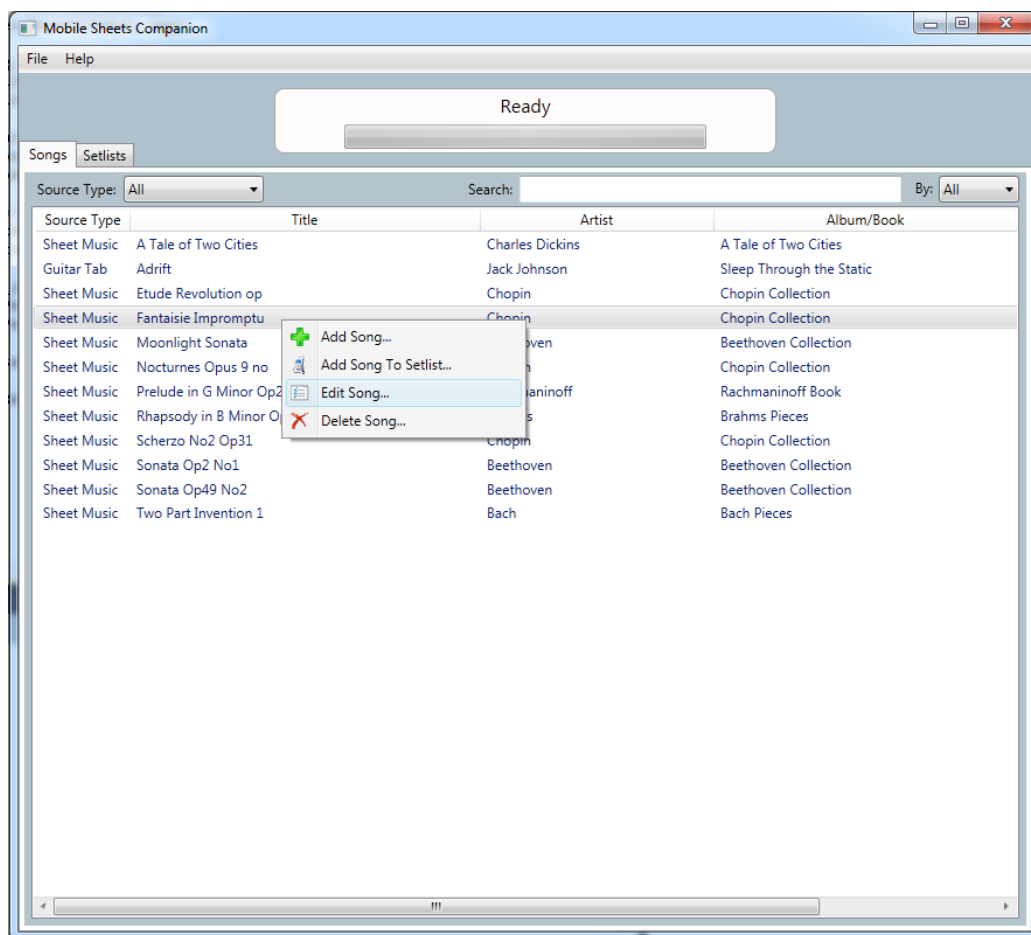 Mobile Sheets Companion
File Help
Ready
Songs Setlists
Source Type: All Search: By: All
Source Type Title Artist Album/Book
Sheet Music A Tale of Two Cities Charles Dickins A Tale of Two Cities
Guitar Tab Adrift Jack Johnson Sleep Through the Static
Sheet Music Etude Revolution op Chopin Chopin Collection
Sheet Music Fantaisie Impromptu Chopin Chopin Collection
Add Song...
Sheet Music Moonlight Sonata oven Beethoven Collection
Add Song To Setlist...
Sheet Music Nocturnes Opus 9 no Chopin Collection
Edit Song...
Sheet Music Prelude in G Minor Op2 aninoff Rachmaninoff Book
Delete Song...
Sheet Music Rhapsody in B Minor O s Brahms Pieces
Sheet Music Scherzo No2 Op31 Chopin Chopin Collection
Sheet Music Sonata Op2 No1 Beethoven Beethoven Collection
Sheet Music Sonata Op49 No2 Beethoven Beethoven Collection
Sheet Music Two Part Invention 1 Bach Bach Pieces